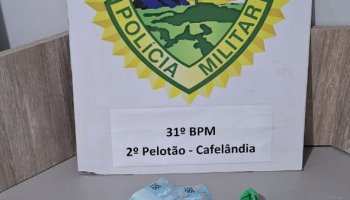 POLÍCIA MILITAR
31º BPM
2º Pelotão - Cafelândia